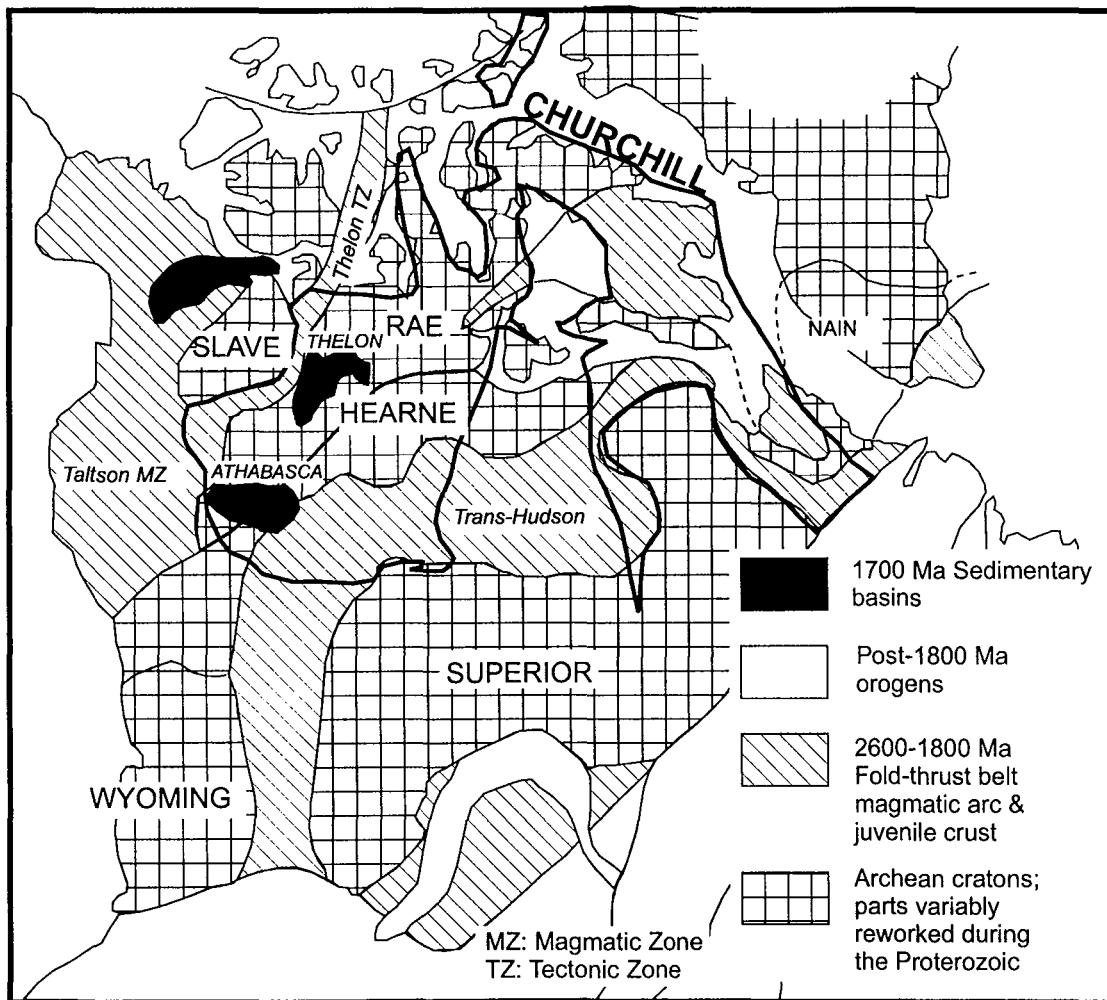 CHURCHILL
Thelon TZ
NAIN
SLAVE
THELON
RAE
HEARNE
Taltson MZ
ATHABASCA
Trans-Hudson
SUPERIOR
WYOMING
1700 Ma Sedimentary
basins
Post-1800 Ma
orogens
2600-1800 Ma
Fold-thrust belt
magmatic arc &
juvenile crust
Archean cratons;
parts variably
reworked during
the Proterozoic
MZ: Magmatic Zone
TZ: Tectonic Zone